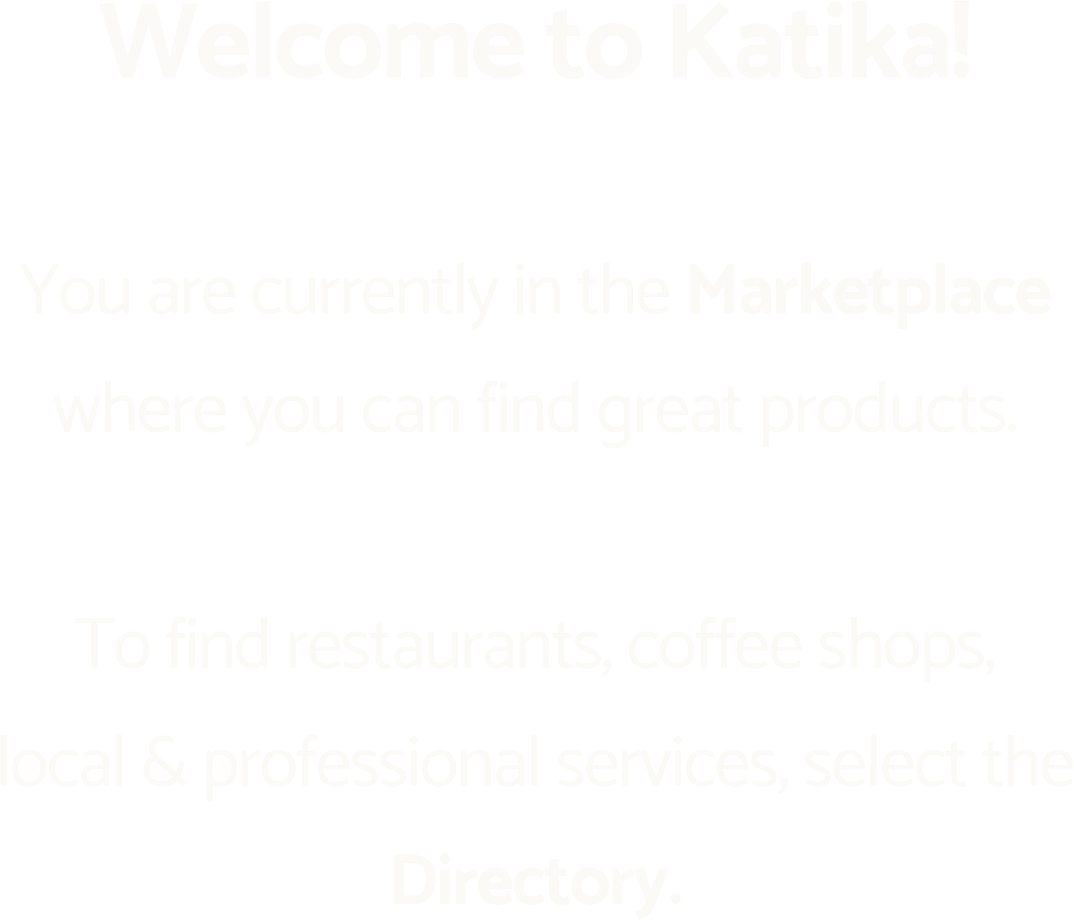 Welcome to Katika!
You are currently in the Marketplace
where you can find great products.
To find restaurants, coffee shops,
local & professional services, select the
Directory.